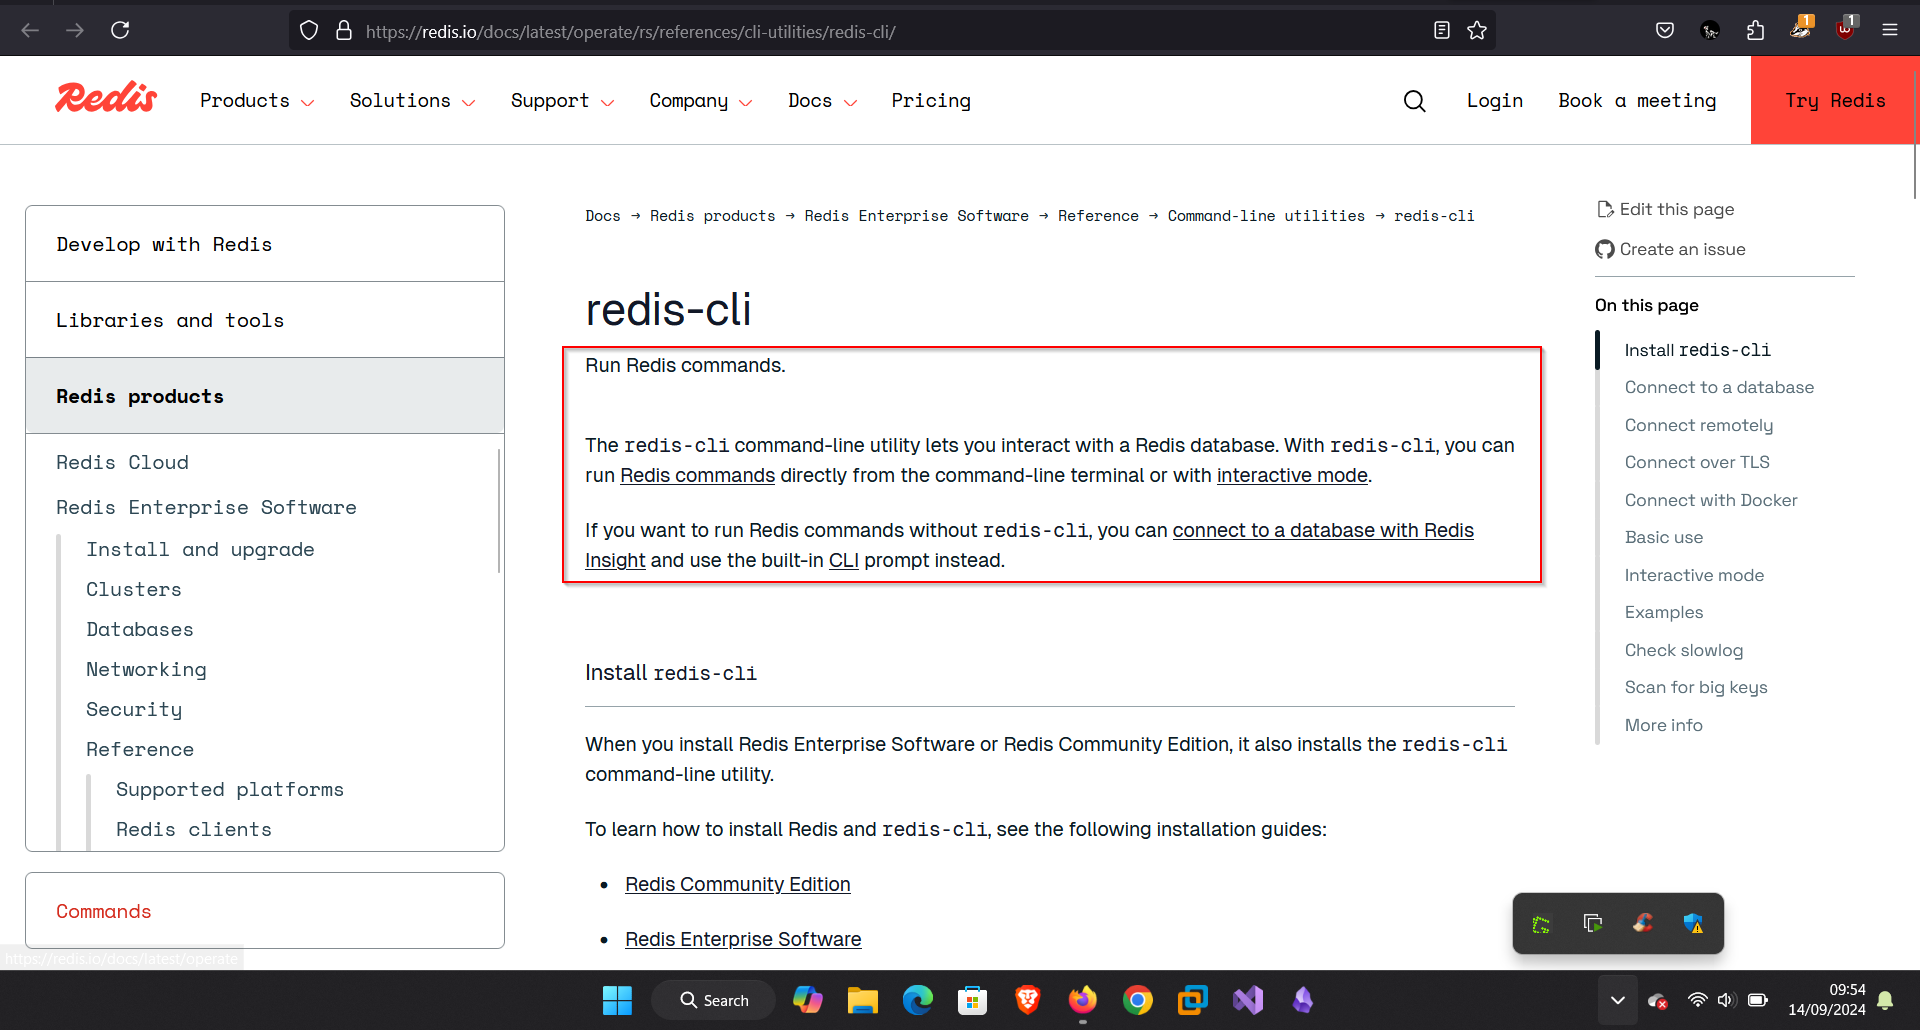 https://redis.io/docs/latest/operate/rs/references/cli-utilities/redis-cli/
1
1
Redis
Products
Solutions
Support
Company
Docs
Pricing
Login
Book a meeting
Try Redis
Develop with Redis
Libraries and tools
Redis products
Redis Cloud
Redis Enterprise Software
Install and upgrade
Clusters
Databases
Networking
Security
Reference
Supported platforms
Redis clients
Commands
https://redis.io/docs/latest/operate
Docs → Redis products → Redis Enterprise Software → Reference → Command-line utilities → redis-cli
redis-cli
Run Redis commands.
The redis-cli command-line utility lets you interact with a Redis database. With redis-cli, you can
run Redis commands directly from the command-line terminal or with interactive mode.
If you want to run Redis commands without redis-cli, you can connect to a database with Redis
Insight and use the built-in CLI prompt instead.
Install redis-cli
When you install Redis Enterprise Software or Redis Community Edition, it also installs the redis-cli
command-line utility.
To learn how to install Redis and redis-cli, see the following installation guides:
• Redis Community Edition
• Redis Enterprise Software
Edit this page
Create an issue
On this page
Install redis-cli
Connect to a database
Connect remotely
Connect over TLS
Connect with Docker
Basic use
Interactive mode
Examples
Check slowlog
Scan for big keys
More info
Search
09:54
14/09/2024